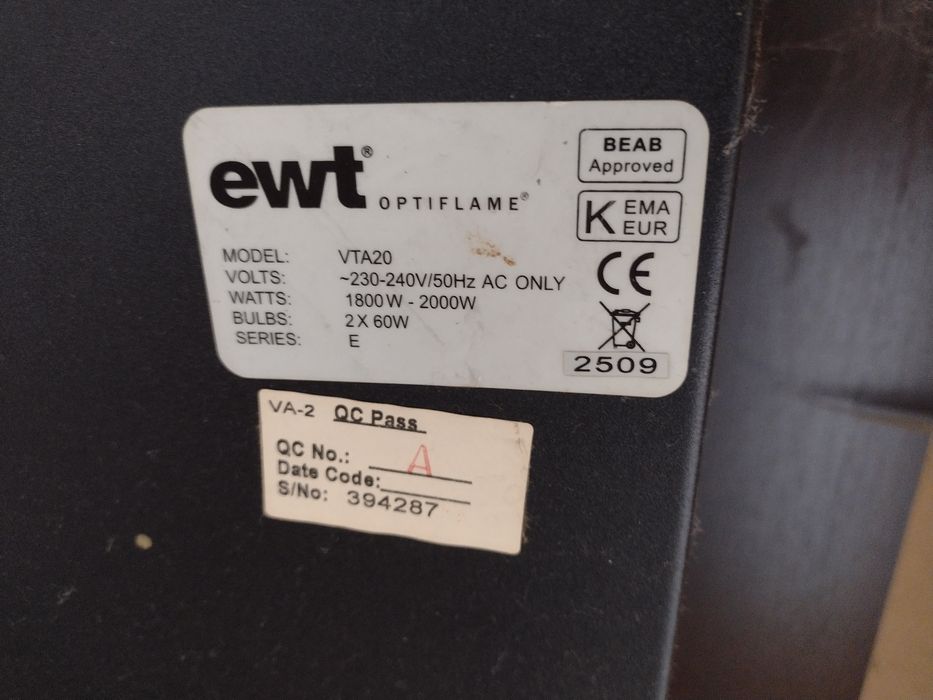 ewt® OPTIFLAME®
BEAB
Approved
K EMA
EUR
MODEL: VTA20
VOLTS: ~230-240V/50Hz AC ONLY
WATTS: 1800W - 2000W
BULBS: 2 X 60W
SERIES: E
CE
2509
VA-2 QC Pass
QC No.: A
Date Code:
S/No: 394287